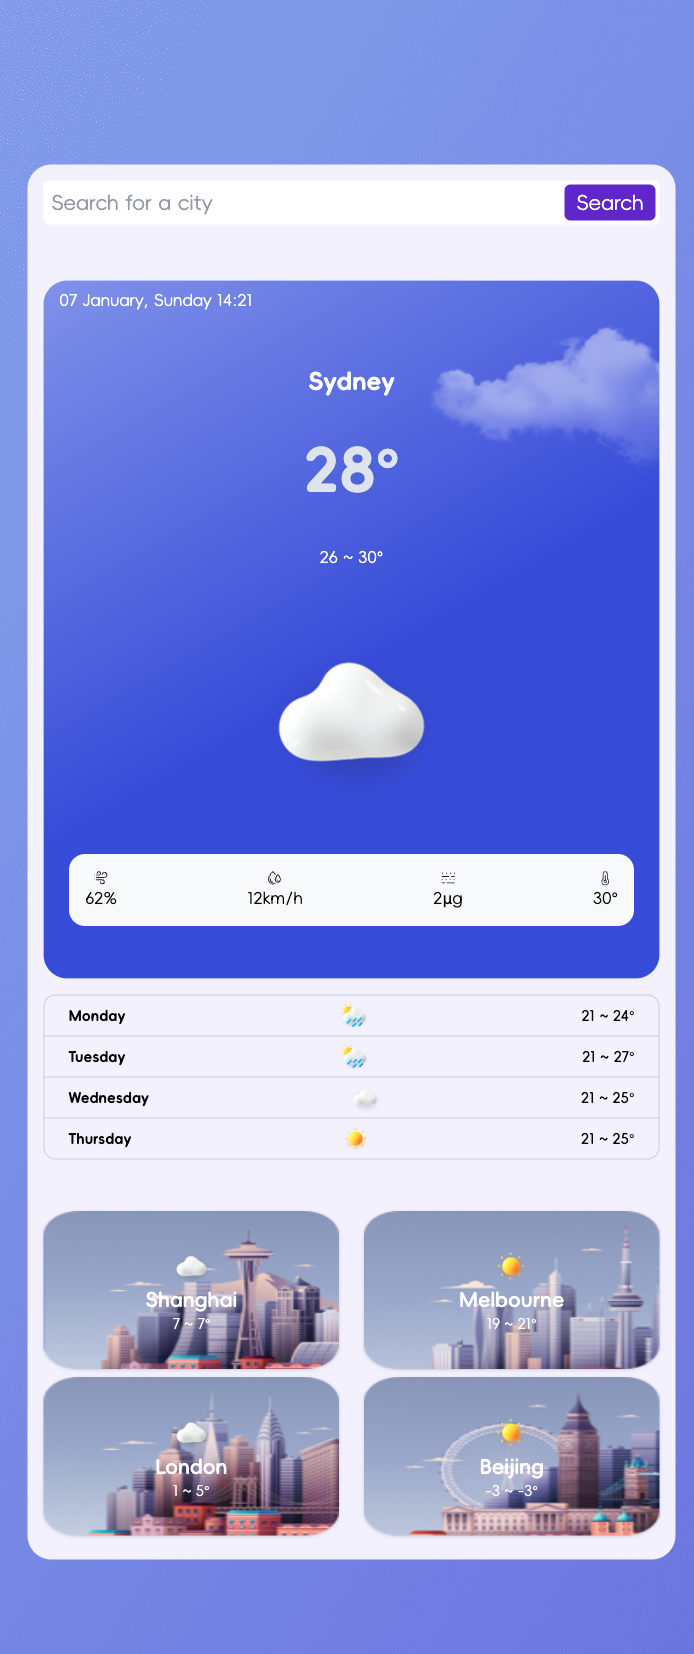 Search for a city
Search
07 January, Sunday 14:21
Sydney
28°
26 ~ 30°
62%
12km/h
2μg
30°
Monday
21 ~ 24°
Tuesday
21 ~ 27°
Wednesday
21 ~ 25°
Thursday
21 ~ 25°
Shanghai
7 ~ 7°
Melbourne
19 ~ 21°
London
1 ~ 5°
Beijing
-3 ~ -3°